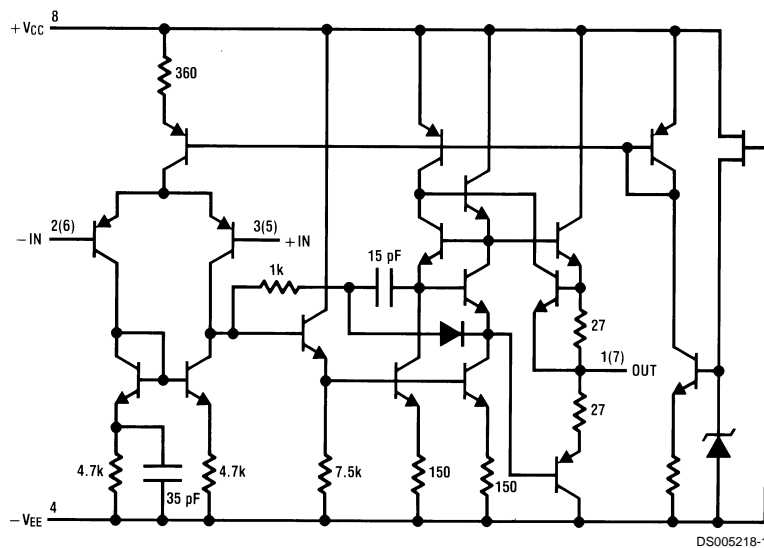 +VCC 8
360
2(6)
-IN
3(5)
+IN
1k
15 pF
27
1(7)
OUT
27
4.7k
35 pF
4.7k
7.5k
150
150
-VEE 4
DS005218-1